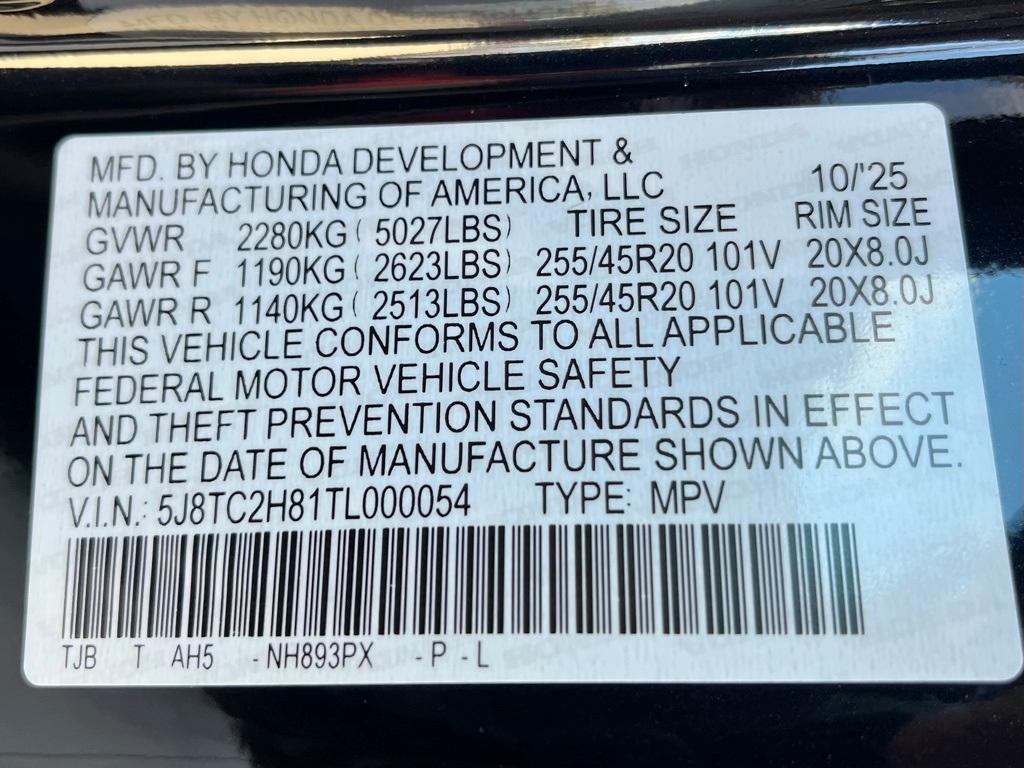 MFD. BY HONDA DEVELOPMENT &
MANUFACTURING OF AMERICA, LLC 10/'25
GVWR 2280KG ( 5027LBS) TIRE SIZE RIM SIZE
GAWR F 1190KG ( 2623LBS) 255/45R20 101V 20X8.0J
GAWR R 1140KG ( 2513LBS) 255/45R20 101V 20X8.0J
THIS VEHICLE CONFORMS TO ALL APPLICABLE
FEDERAL MOTOR VEHICLE SAFETY
AND THEFT PREVENTION STANDARDS IN EFFECT
ON THE DATE OF MANUFACTURE SHOWN ABOVE.
V.I.N.: 5J8TC2H81TL000054 TYPE: MPV
TJB T AH5 - NH893PX - P - L